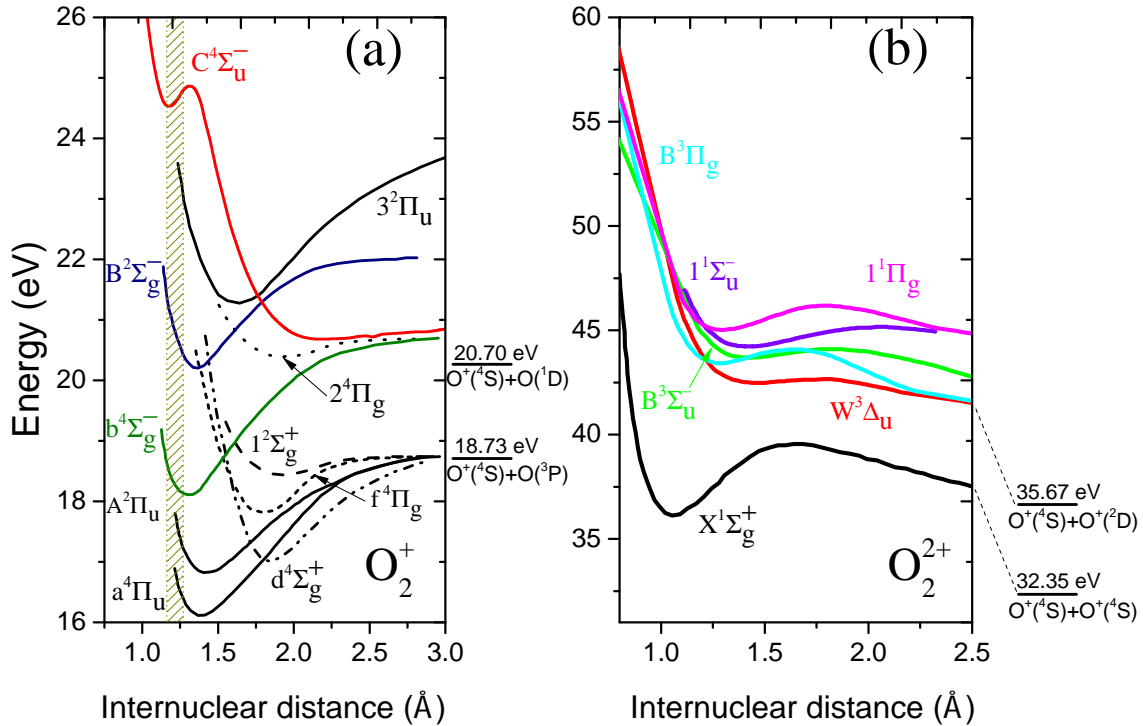 (a)
26
24
22
20
18
16
Energy (eV)
C⁴Σu⁻
3²Πu
B²Σg⁻
2⁴Πg
b⁴Σg⁻
1²Σg⁺
f⁴Πg
A²Πu
d⁴Σg⁺
a⁴Πu
O₂⁺
1.0 1.5 2.0 2.5 3.0
Internuclear distance (Å)
20.70 eV
O⁺(⁴S)+O(¹D)
18.73 eV
O⁺(⁴S)+O(³P)
(b)
60
55
50
45
40
35
B³Πg
1¹Σu⁻
1¹Πg
B³Σu⁻
W³Δu
X¹Σg⁺
O₂²⁺
1.0 1.5 2.0 2.5
Internuclear distance (Å)
35.67 eV
O⁺(⁴S)+O⁺(²D)
32.35 eV
O⁺(⁴S)+O⁺(⁴S)